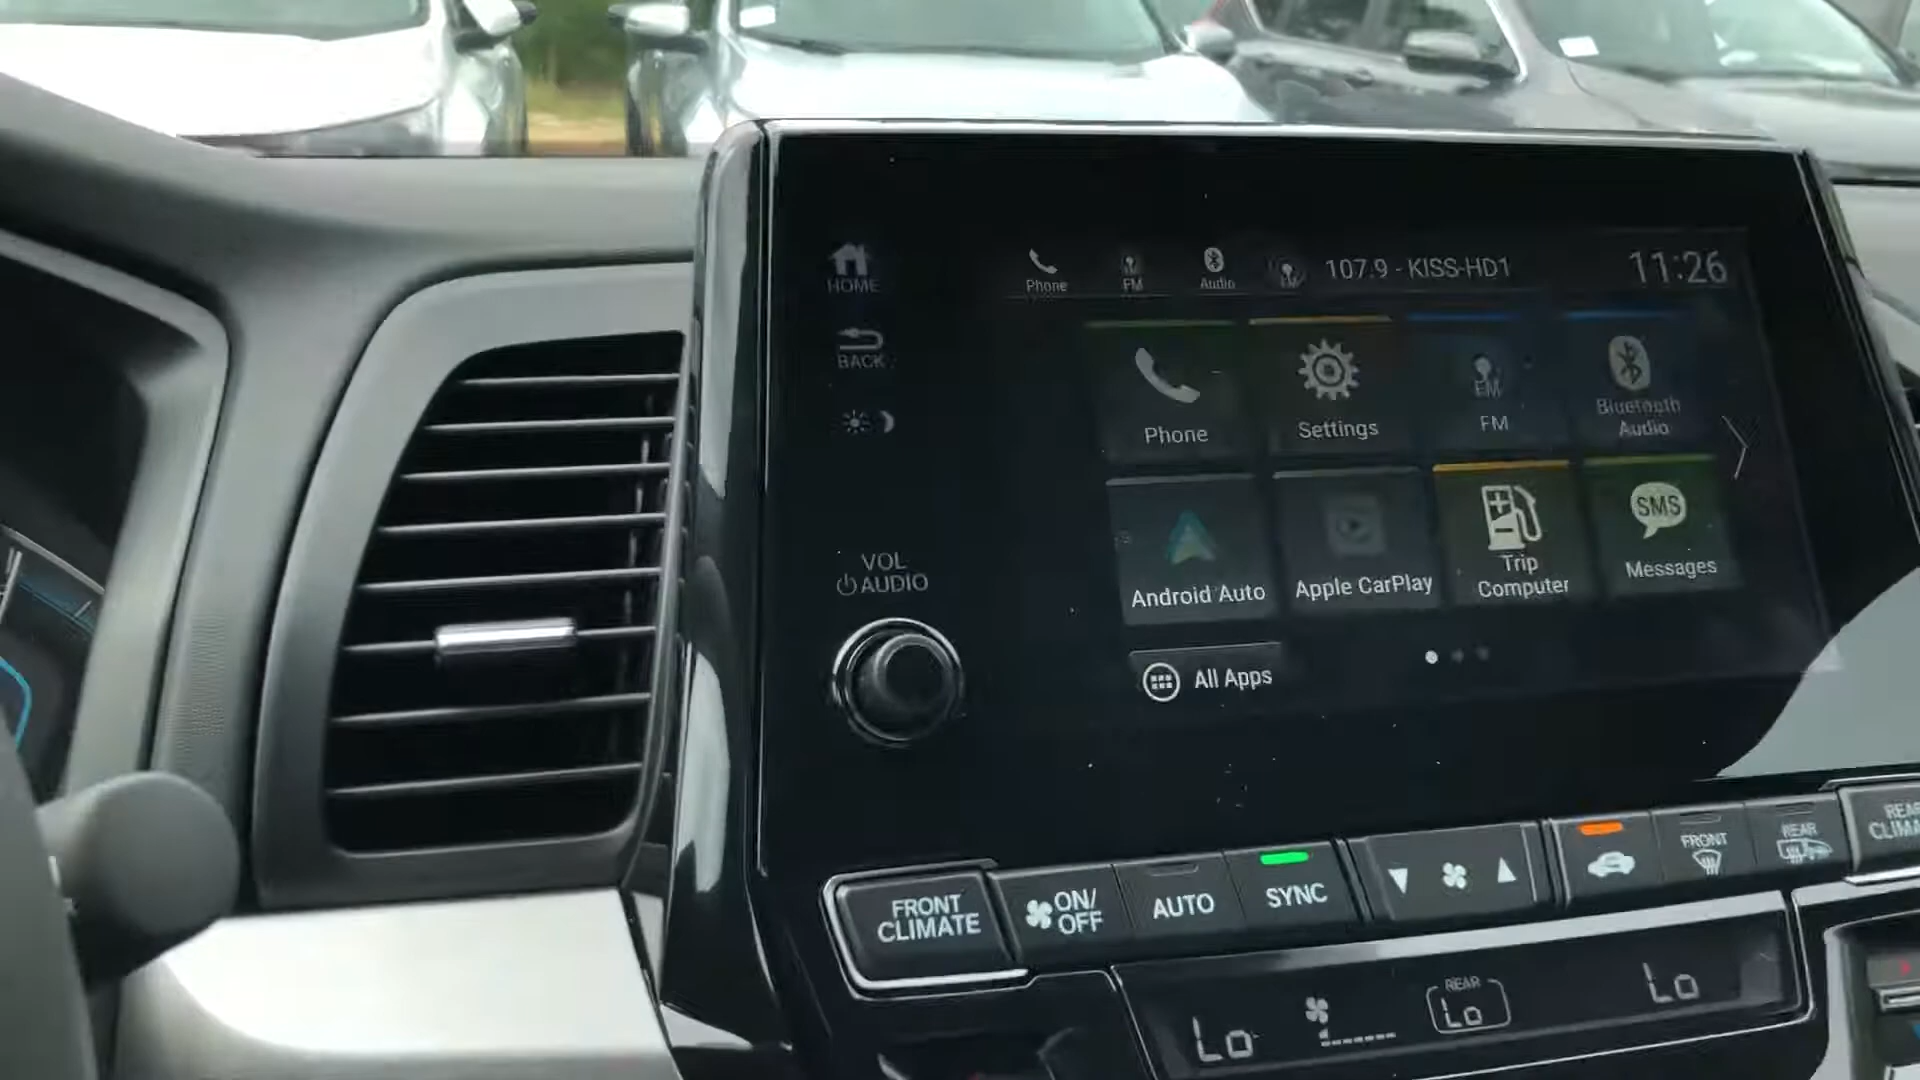 HOME
BACK
VOL
AUDIO
Phone
FM
Audio
107.9 - KISS-HD1
11:26
Phone
Settings
FM
FM
Bluetooth
Audio
Android Auto
Apple CarPlay
Trip
Computer
SMS
Messages
All Apps
FRONT
CLIMATE
ON/
OFF
AUTO
SYNC
FRONT
REAR
Lo
REAR
Lo
Lo